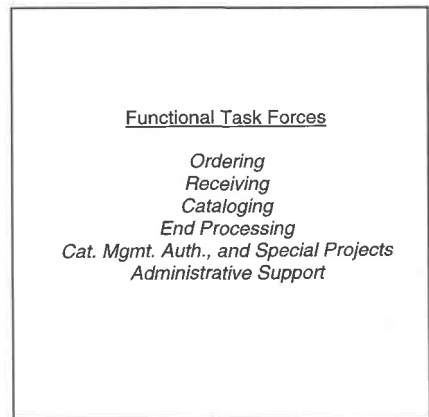 Functional Task Forces
Ordering
Receiving
Cataloging
End Processing
Cat. Mgmt. Auth., and Special Projects
Administrative Support